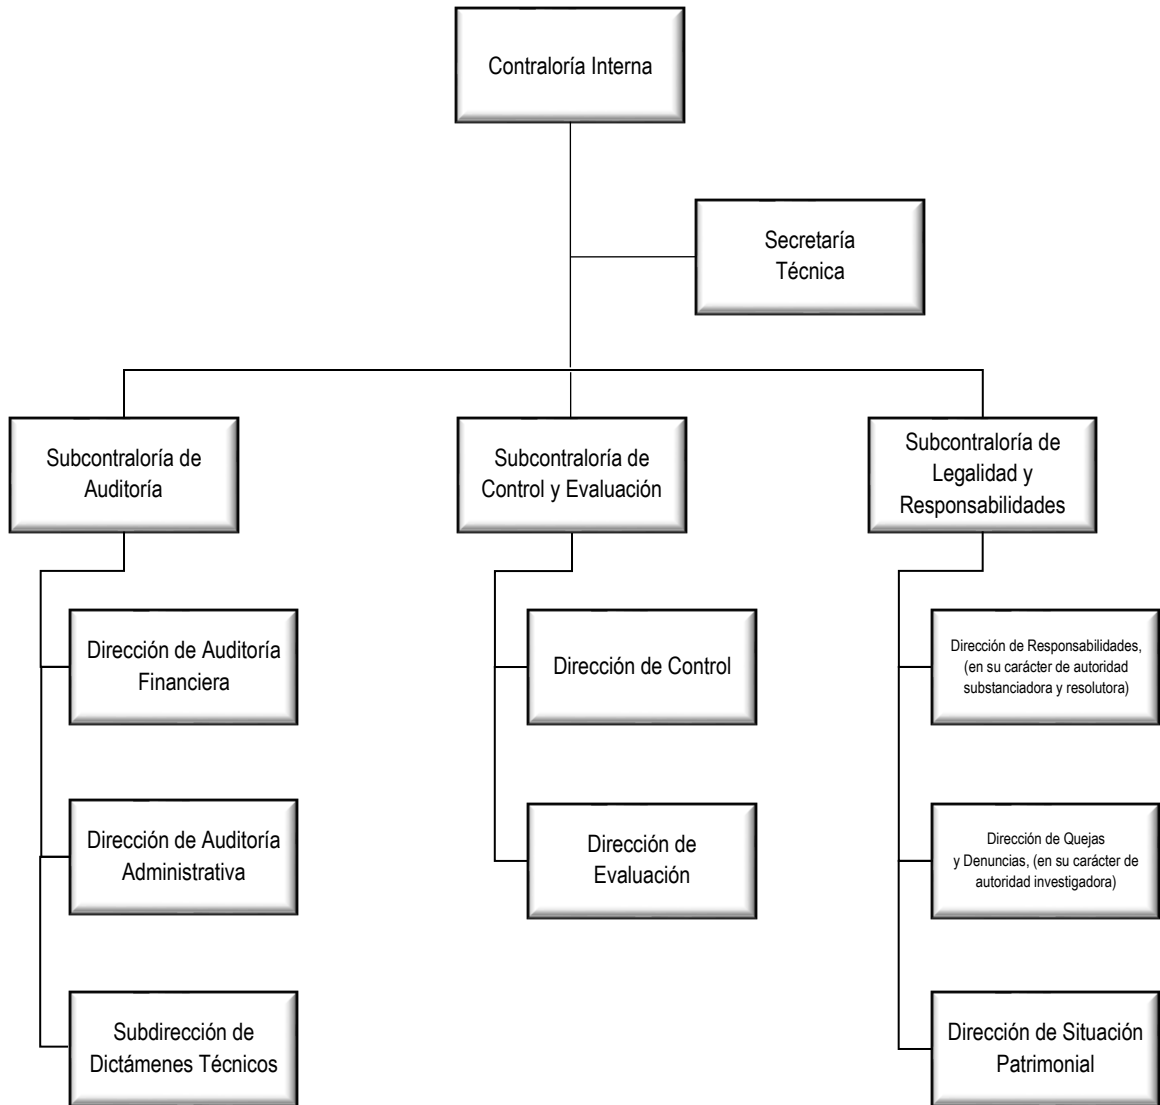 Contraloría Interna
Secretaría
Técnica
Subcontraloría de
Auditoría
Subcontraloría de
Control y Evaluación
Subcontraloría de
Legalidad y
Responsabilidades
Dirección de Auditoría
Financiera
Dirección de Control
Dirección de Responsabilidades,
(en su carácter de autoridad
substanciadora y resolutora)
Dirección de Auditoría
Administrativa
Dirección de
Evaluación
Dirección de Quejas
y Denuncias, (en su carácter de
autoridad investigadora)
Subdirección de
Dictámenes Técnicos
Dirección de Situación
Patrimonial